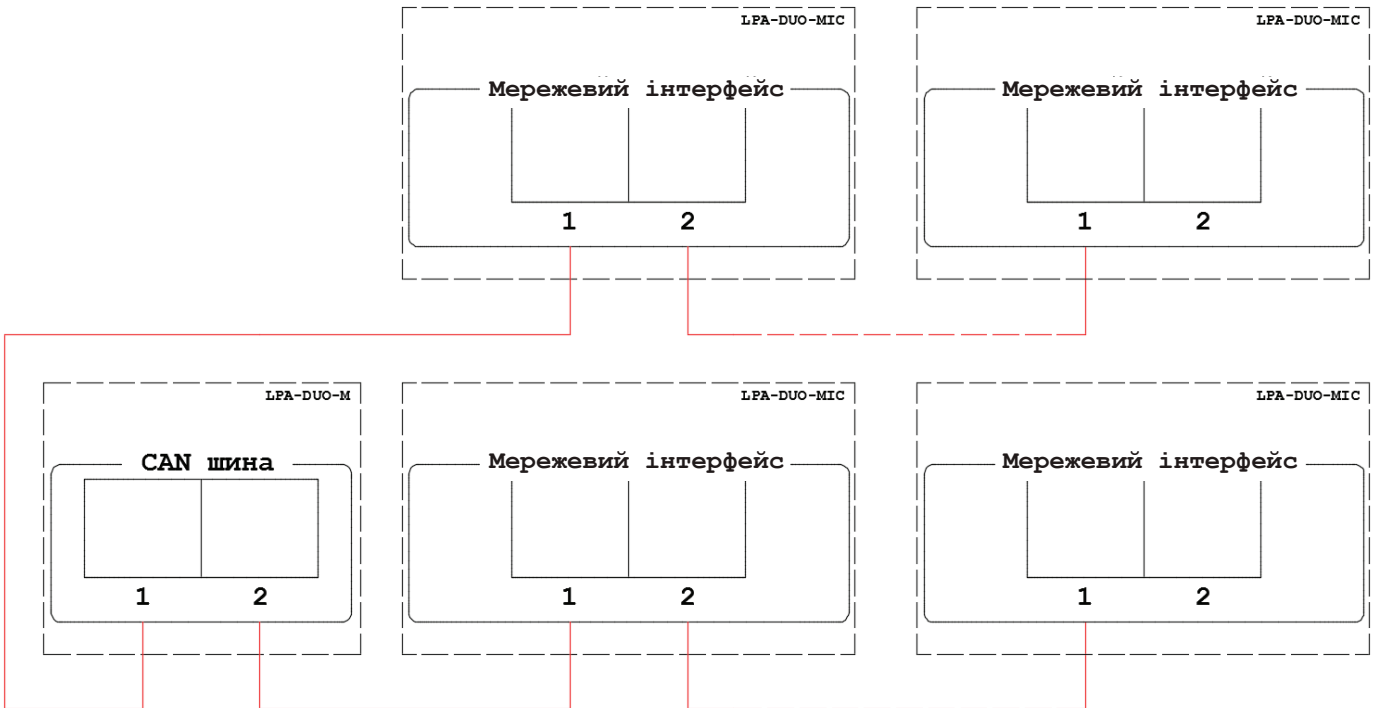 LPA-DUO-MIC
Мережевий інтерфейс
1 2
LPA-DUO-MIC
Мережевий інтерфейс
1 2
LPA-DUO-M
CAN шина
1 2
LPA-DUO-MIC
Мережевий інтерфейс
1 2
LPA-DUO-MIC
Мережевий інтерфейс
1 2